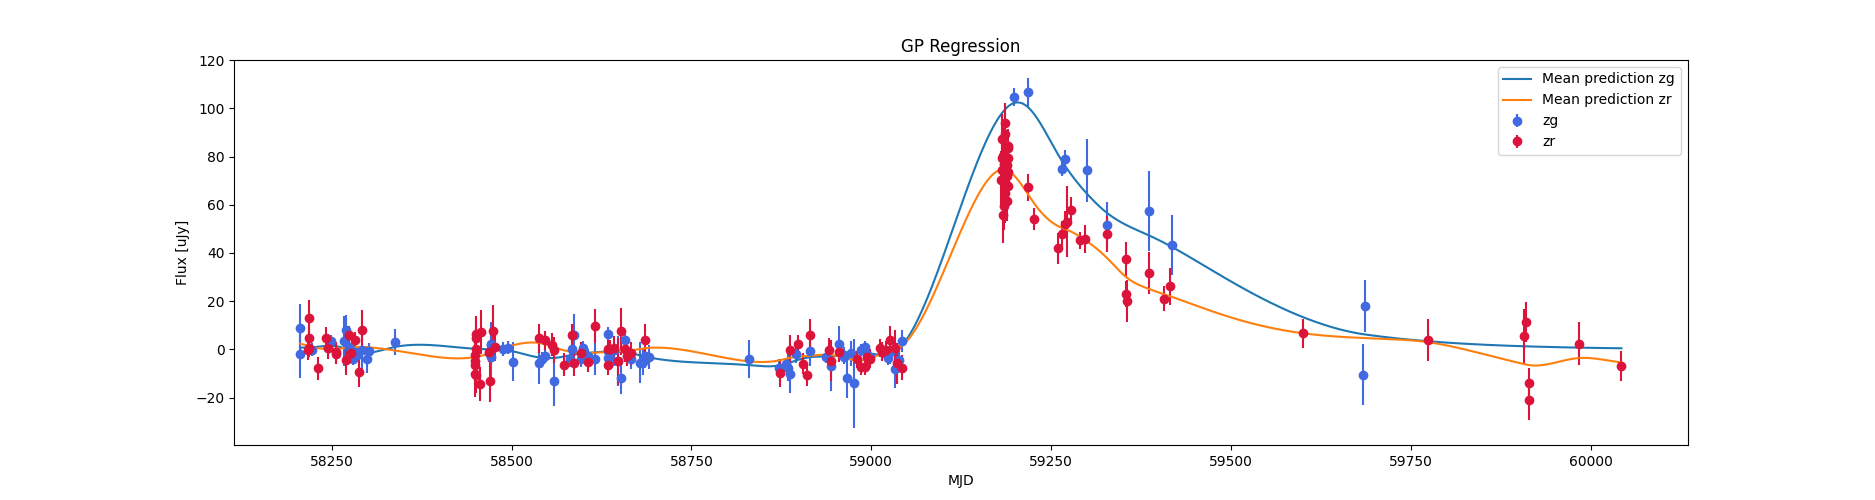 GP Regression
120
100
80
60
40
20
0
−20
Flux [uJy]
58250
58500
58750
59000
59250
59500
59750
60000
MJD
Mean prediction zg
Mean prediction zr
zg
zr